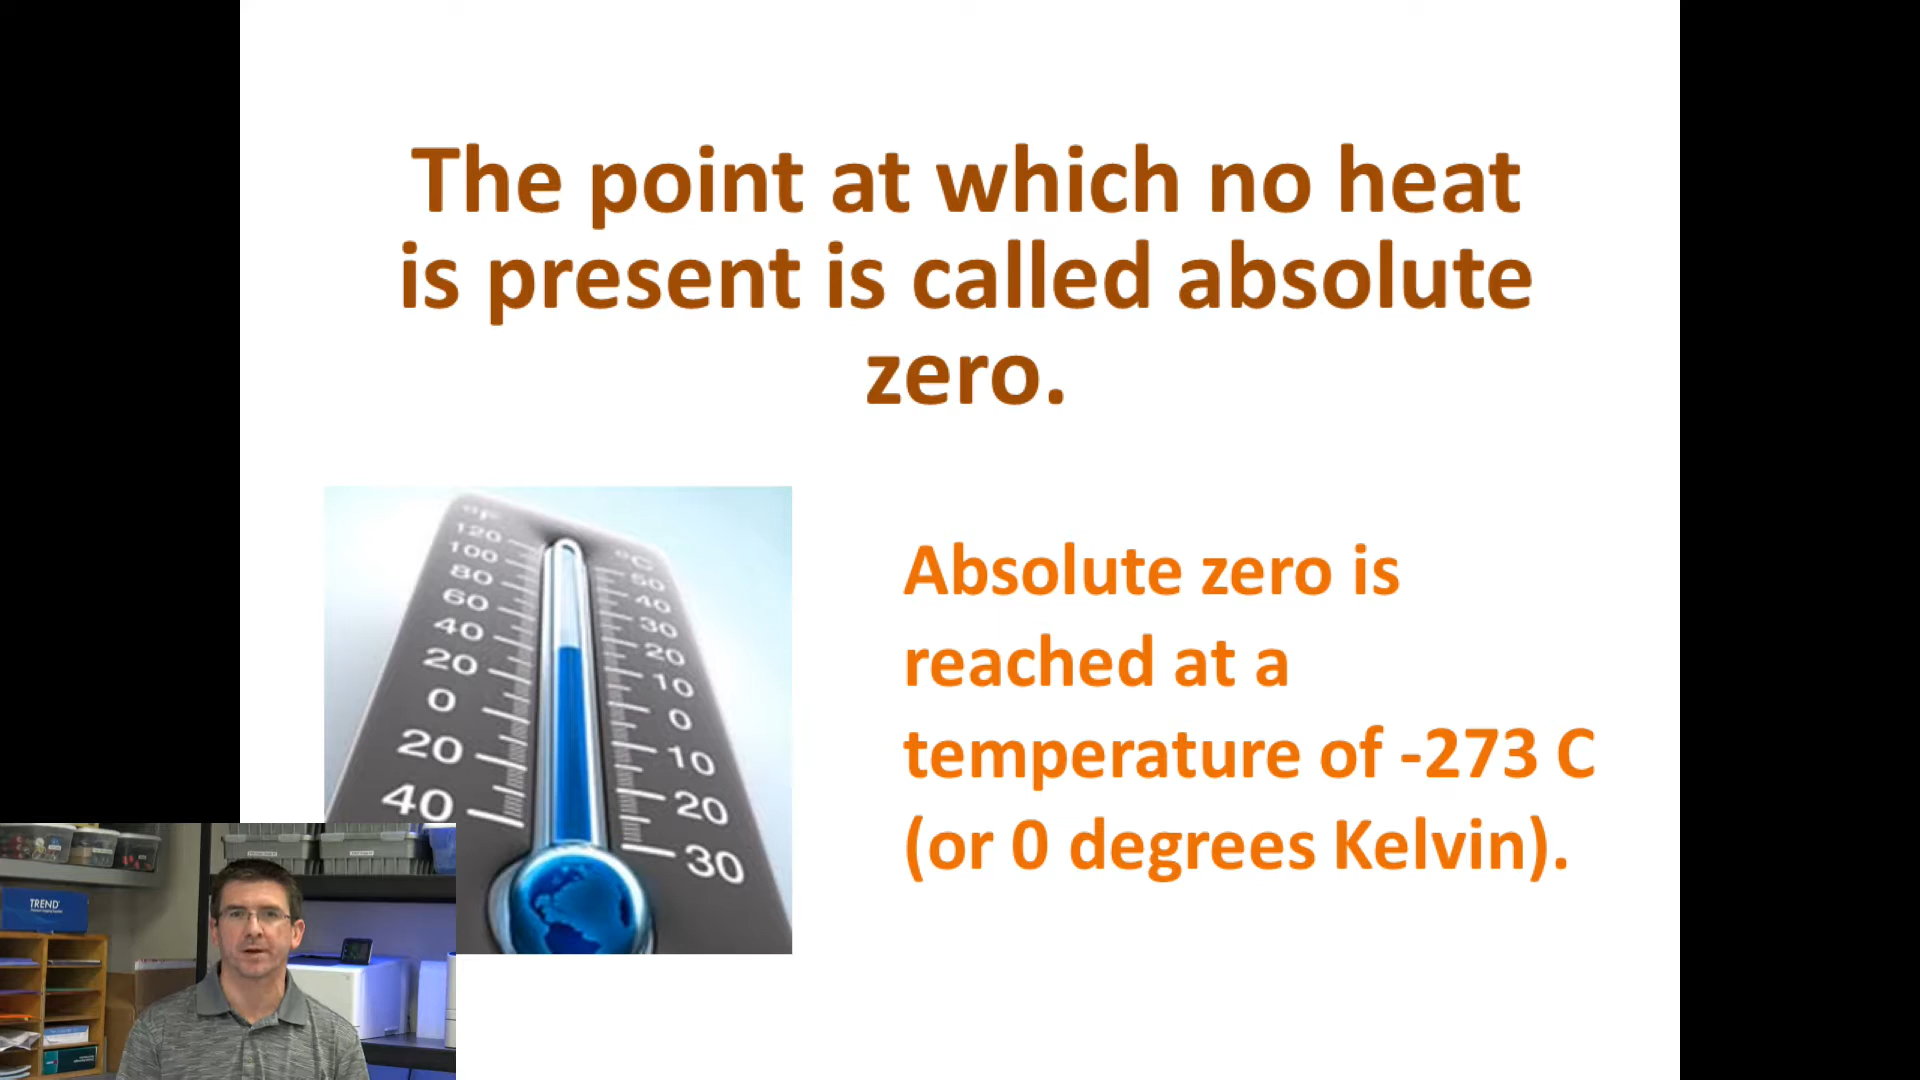 The point at which no heat
is present is called absolute
zero.
°F
°C
120
100
80
60
40
20
0
20
40
50
40
30
20
10
0
10
20
30
Absolute zero is
reached at a
temperature of -273 C
(or 0 degrees Kelvin).
TREND